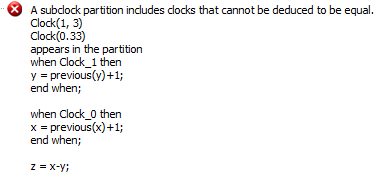 A subclock partition includes clocks that cannot be deduced to be equal.
Clock(1, 3)
Clock(0.33)
appears in the partition
when Clock_1 then
y = previous(y)+1;
end when;
when Clock_0 then
x = previous(x)+1;
end when;
z = x-y;